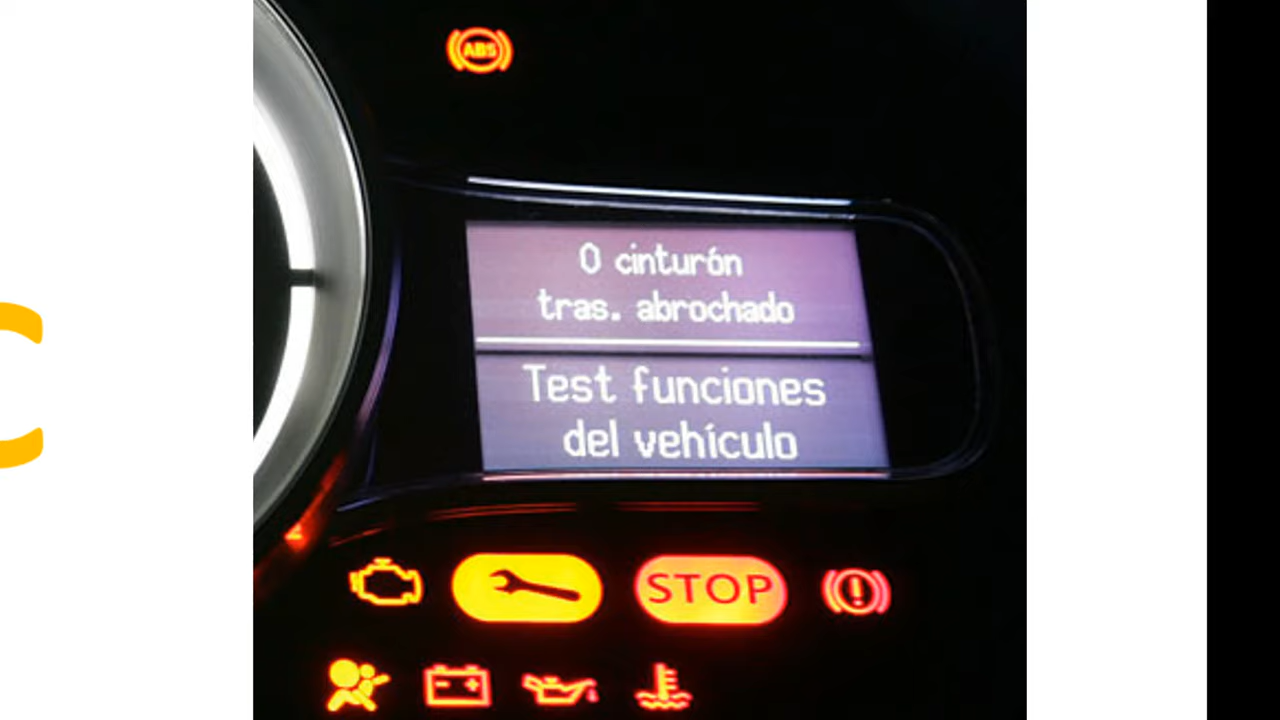 ABS
0 cinturón
tras. abrochado
Test funciones
del vehículo
STOP